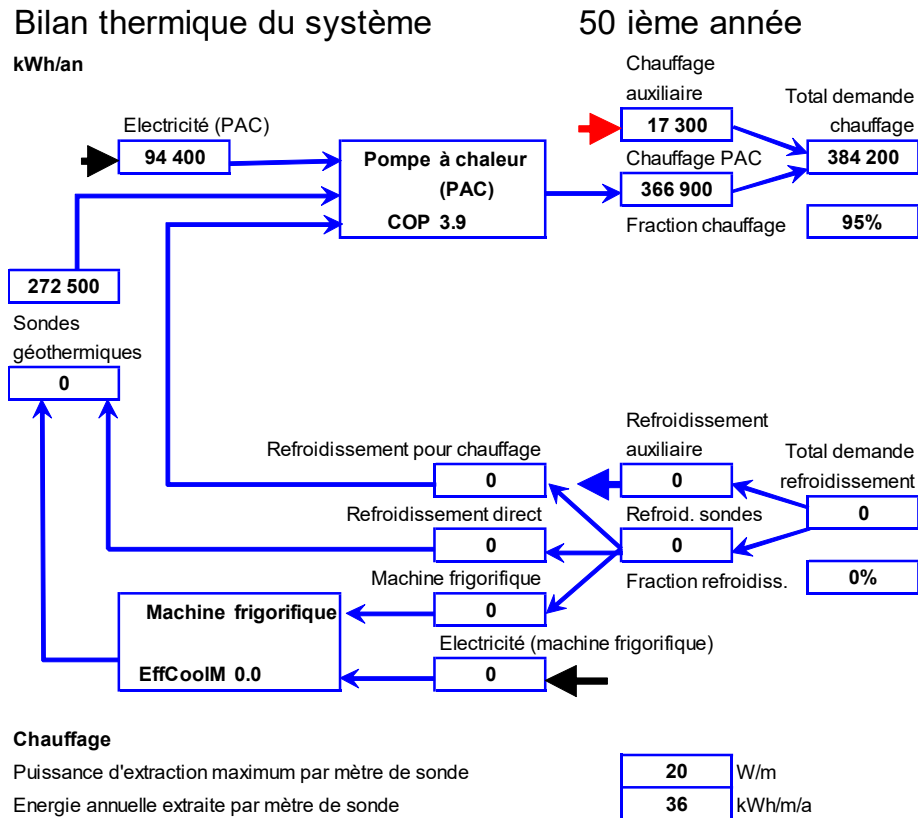 Bilan thermique du système 50 ième année
kWh/an
Chauffage
auxiliaire
Total demande
chauffage
Electricité (PAC)
17 300
94 400
Pompe à chaleur
(PAC)
COP 3.9
Chauffage PAC
384 200
366 900
Fraction chauffage
95%
272 500
Sondes
géothermiques
0
Refroidissement
auxiliaire
Refroidissement pour chauffage
Total demande
refroidissement
0
0
Refroidissement direct
Refroid. sondes
0
0
0
Machine frigorifique
Fraction refroidiss.
0%
Machine frigorifique
0
Electricité (machine frigorifique)
EffCoolM 0.0
0
Chauffage
Puissance d'extraction maximum par mètre de sonde 20 W/m
Energie annuelle extraite par mètre de sonde 36 kWh/m/a